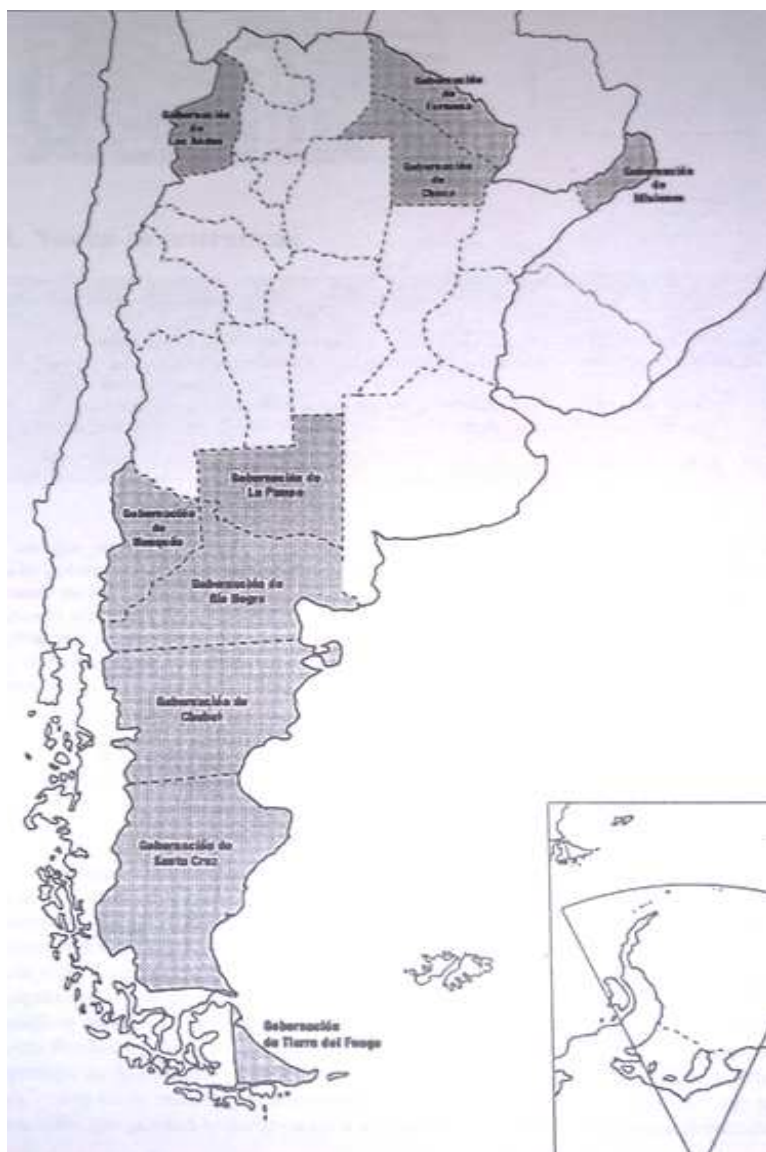 Gobernación
de
Formosa
Gobernación
de
Los Andes
Gobernación
de
Chaco
Gobernación
de
Misiones
Gobernación de
La Pampa
Gobernación
de
Neuquén
Gobernación de
Río Negro
Gobernación de
Chubut
Gobernación de
Santa Cruz
Gobernación
de Tierra del Fuego